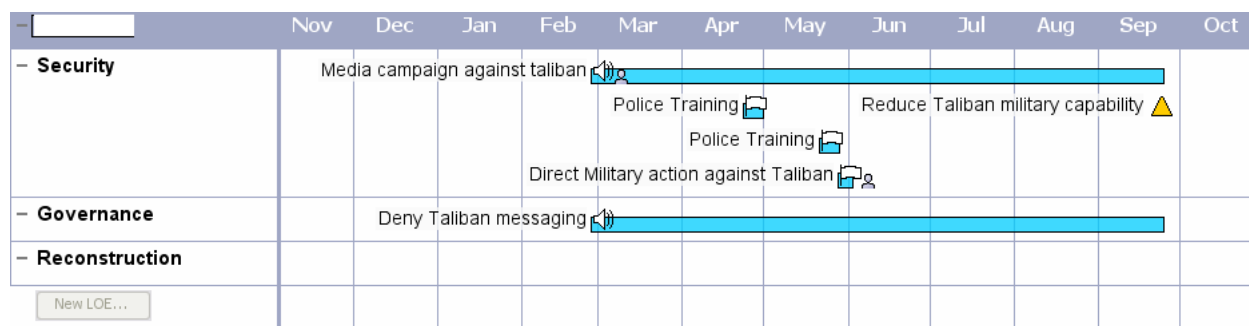 Nov Dec Jan Feb Mar Apr May Jun Jul Aug Sep Oct
Security
Media campaign against taliban
Police Training
Reduce Taliban military capability
Police Training
Direct Military action against Taliban
Governance
Deny Taliban messaging
Reconstruction
New LOE...